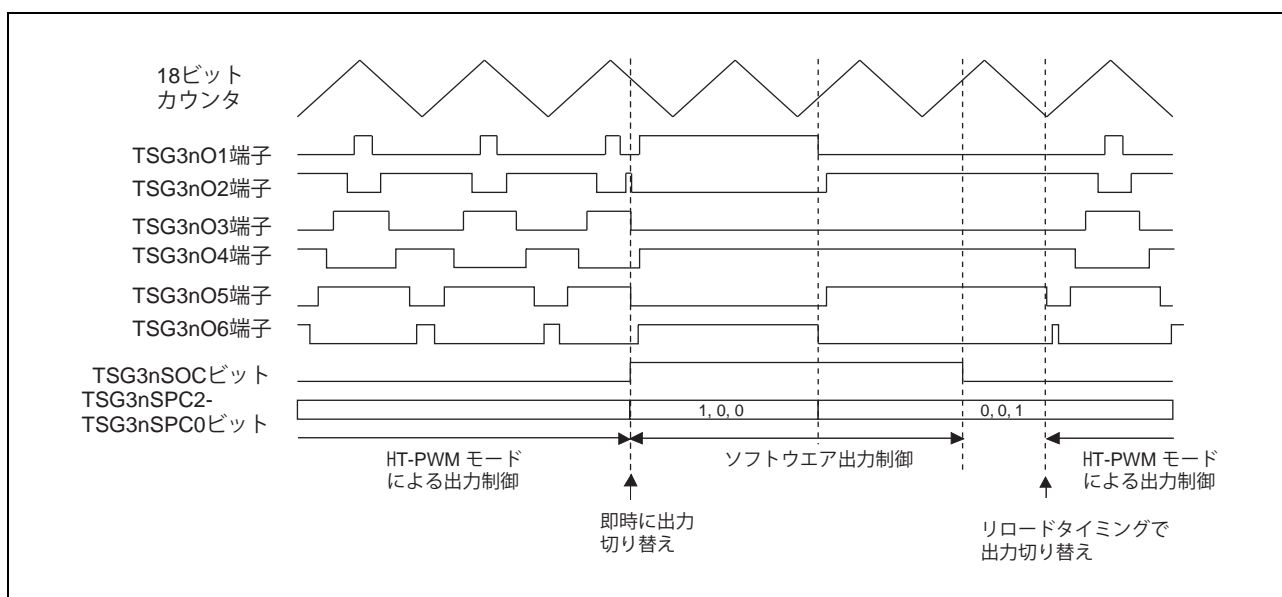 18ビット
カウンタ
TSG3nO1端子
TSG3nO2端子
TSG3nO3端子
TSG3nO4端子
TSG3nO5端子
TSG3nO6端子
TSG3nSOCビット
TSG3nSPC2-
TSG3nSPC0ビット
1, 0, 0
0, 0, 1
HT-PWM モード
による出力制御
ソフトウエア出力制御
HT-PWM モード
による出力制御
即時に出力
切り替え
リロードタイミングで
出力切り替え